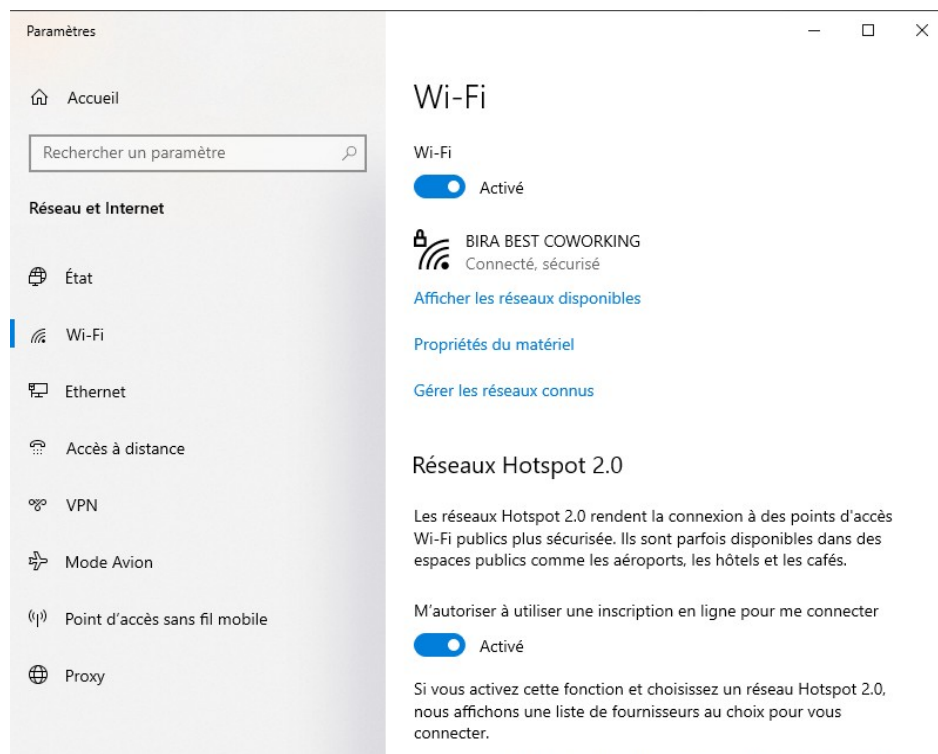 Paramètres
Accueil
Rechercher un paramètre
Réseau et Internet
État
Wi-Fi
Ethernet
Accès à distance
VPN
Mode Avion
Point d’accès sans fil mobile
Proxy
Wi-Fi
Wi-Fi
Activé
BIRA BEST COWORKING
Connecté, sécurisé
Afficher les réseaux disponibles
Propriétés du matériel
Gérer les réseaux connus
Réseaux Hotspot 2.0
Les réseaux Hotspot 2.0 rendent la connexion à des points d'accès
Wi-Fi publics plus sécurisée. Ils sont parfois disponibles dans des
espaces publics comme les aéroports, les hôtels et les cafés.
M’autoriser à utiliser une inscription en ligne pour me connecter
Activé
Si vous activez cette fonction et choisissez un réseau Hotspot 2.0,
nous affichons une liste de fournisseurs au choix pour vous
connecter.